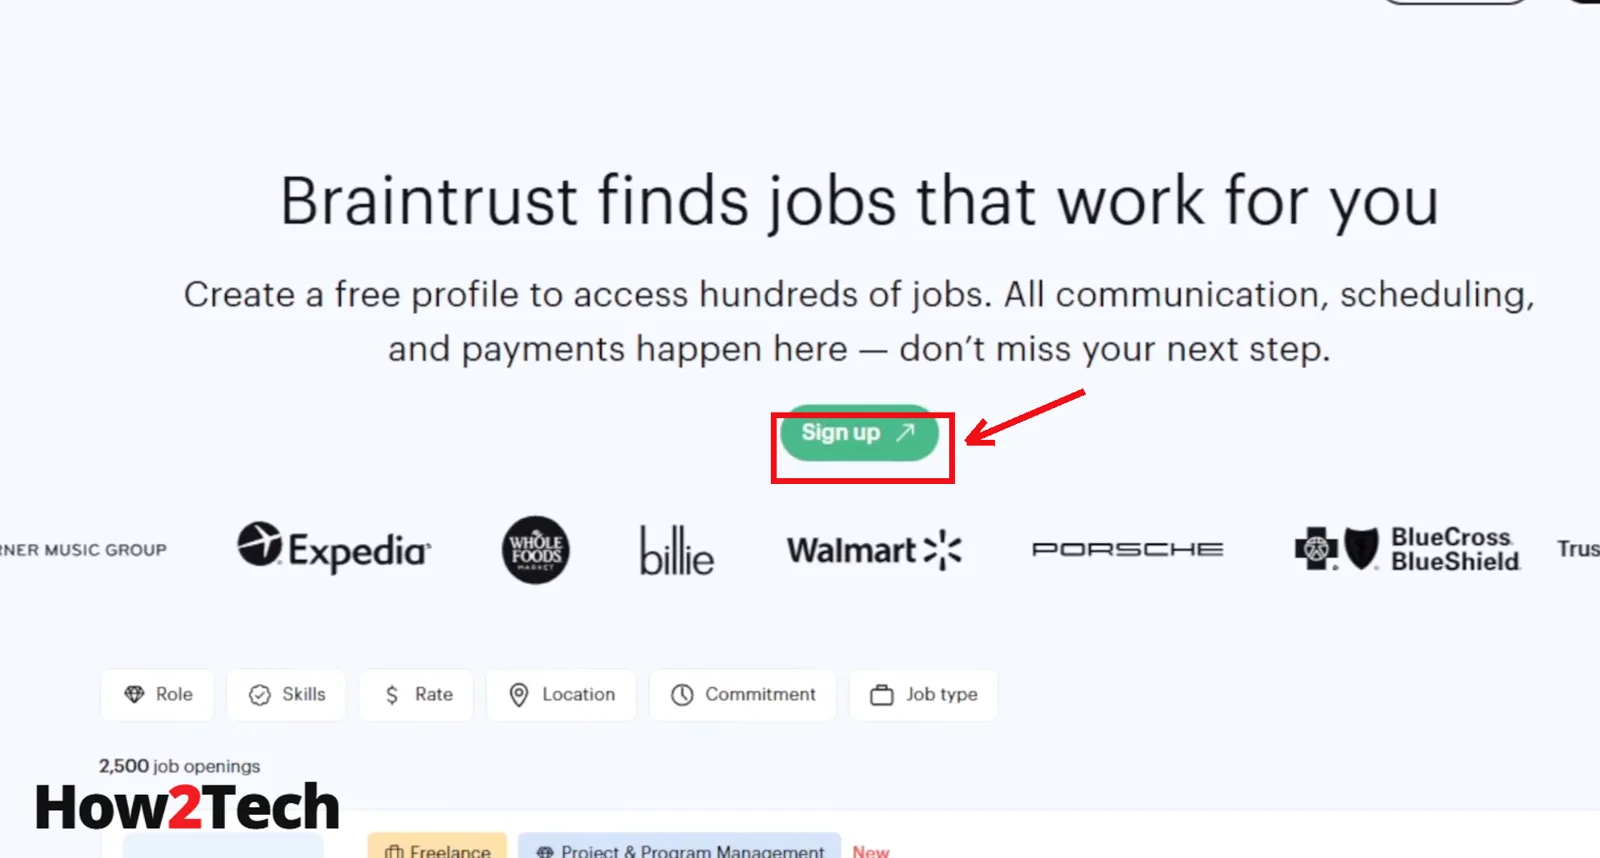 Braintrust finds jobs that work for you
Create a free profile to access hundreds of jobs. All communication, scheduling,
and payments happen here — don’t miss your next step.
Sign up
MUSIC GROUP
Expedia
WHOLE
FOODS
MARKET
billie
Walmart
PORSCHE
BlueCross
BlueShield
Role
Skills
Rate
Location
Commitment
Job type
2,500 job openings
How2Tech
Freelance
Project & Program Management
New